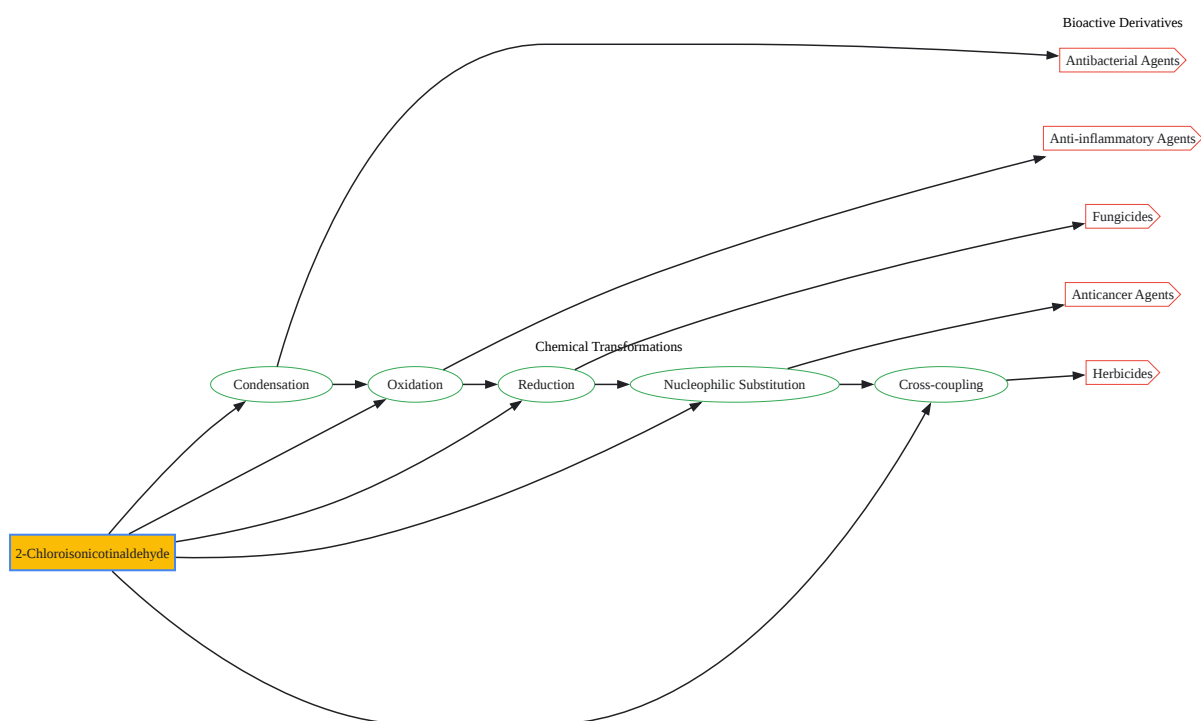 Bioactive Derivatives
Antibacterial Agents
Anti-inflammatory Agents
Fungicides
Anticancer Agents
Chemical Transformations
Herbicides
Condensation
Oxidation
Reduction
Nucleophilic Substitution
Cross-coupling
2-Chloroisonicotinaldehyde